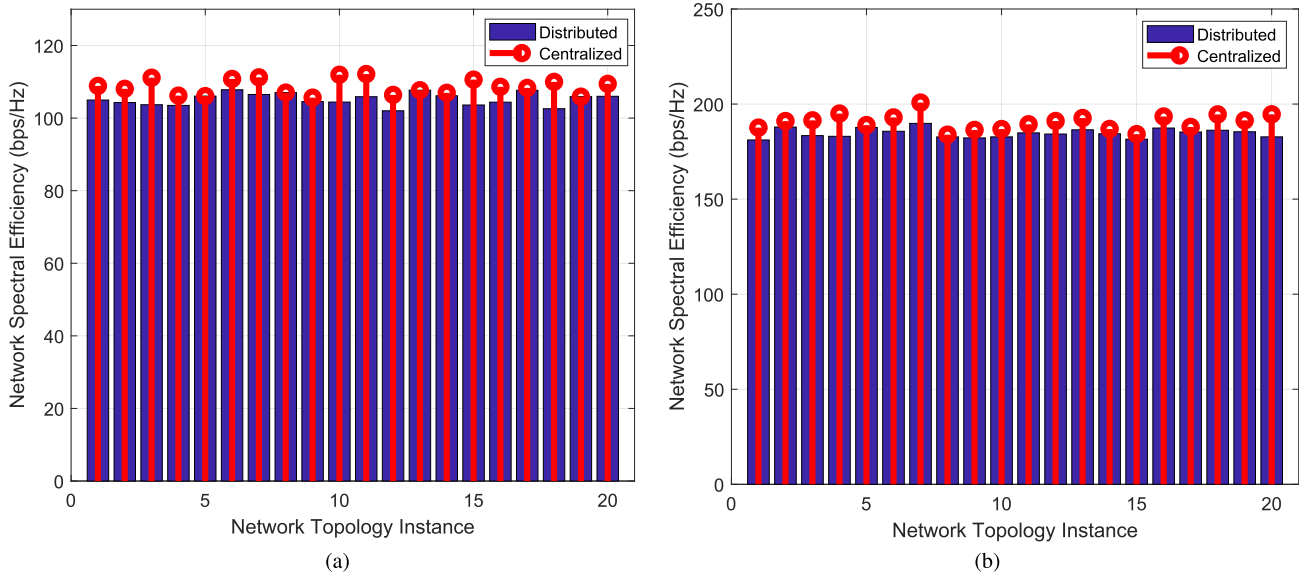 120
100
80
60
40
20
0
Network Spectral Efficiency (bps/Hz)
Distributed
Centralized
0 5 10 15 20
Network Topology Instance
(a)
250
200
150
100
50
0
Network Spectral Efficiency (bps/Hz)
Distributed
Centralized
0 5 10 15 20
Network Topology Instance
(b)